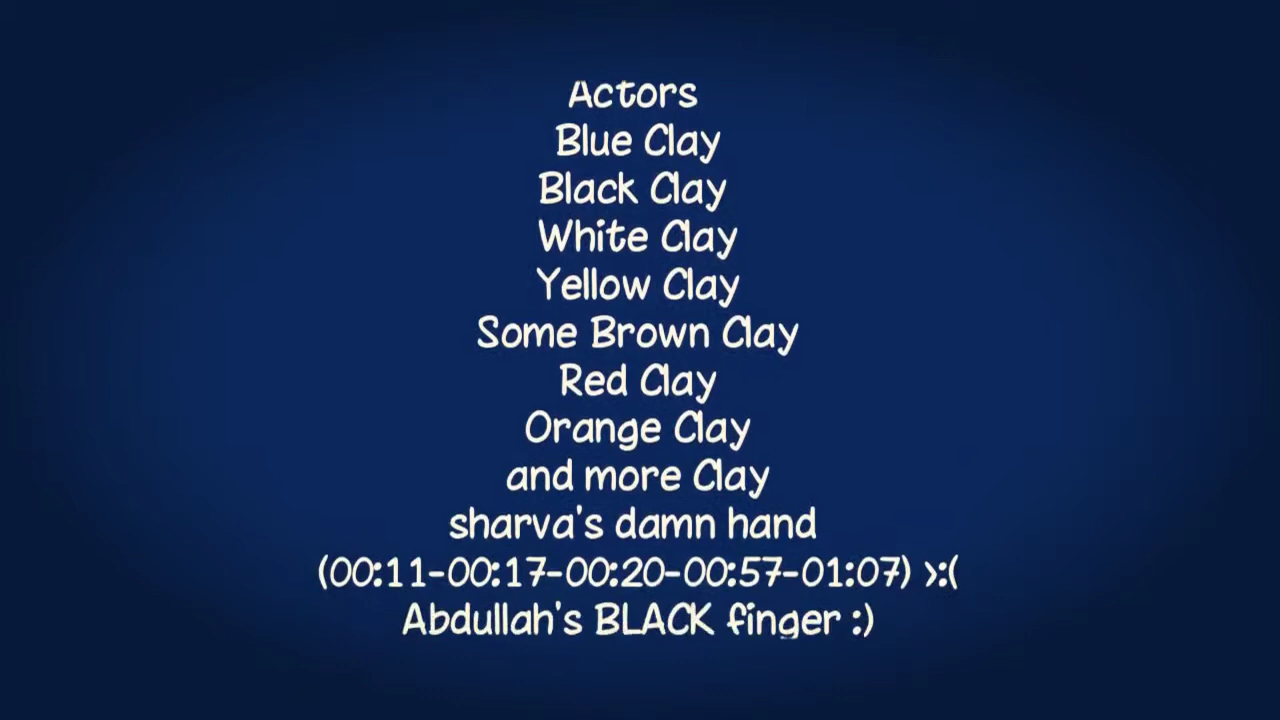 Actors
Blue Clay
Black Clay
White Clay
Yellow Clay
Some Brown Clay
Red Clay
Orange Clay
and more Clay
sharva's damn hand
(00:11-00:17-00:20-00:57-01:07) >:(
Abdullah's BLACK finger :)